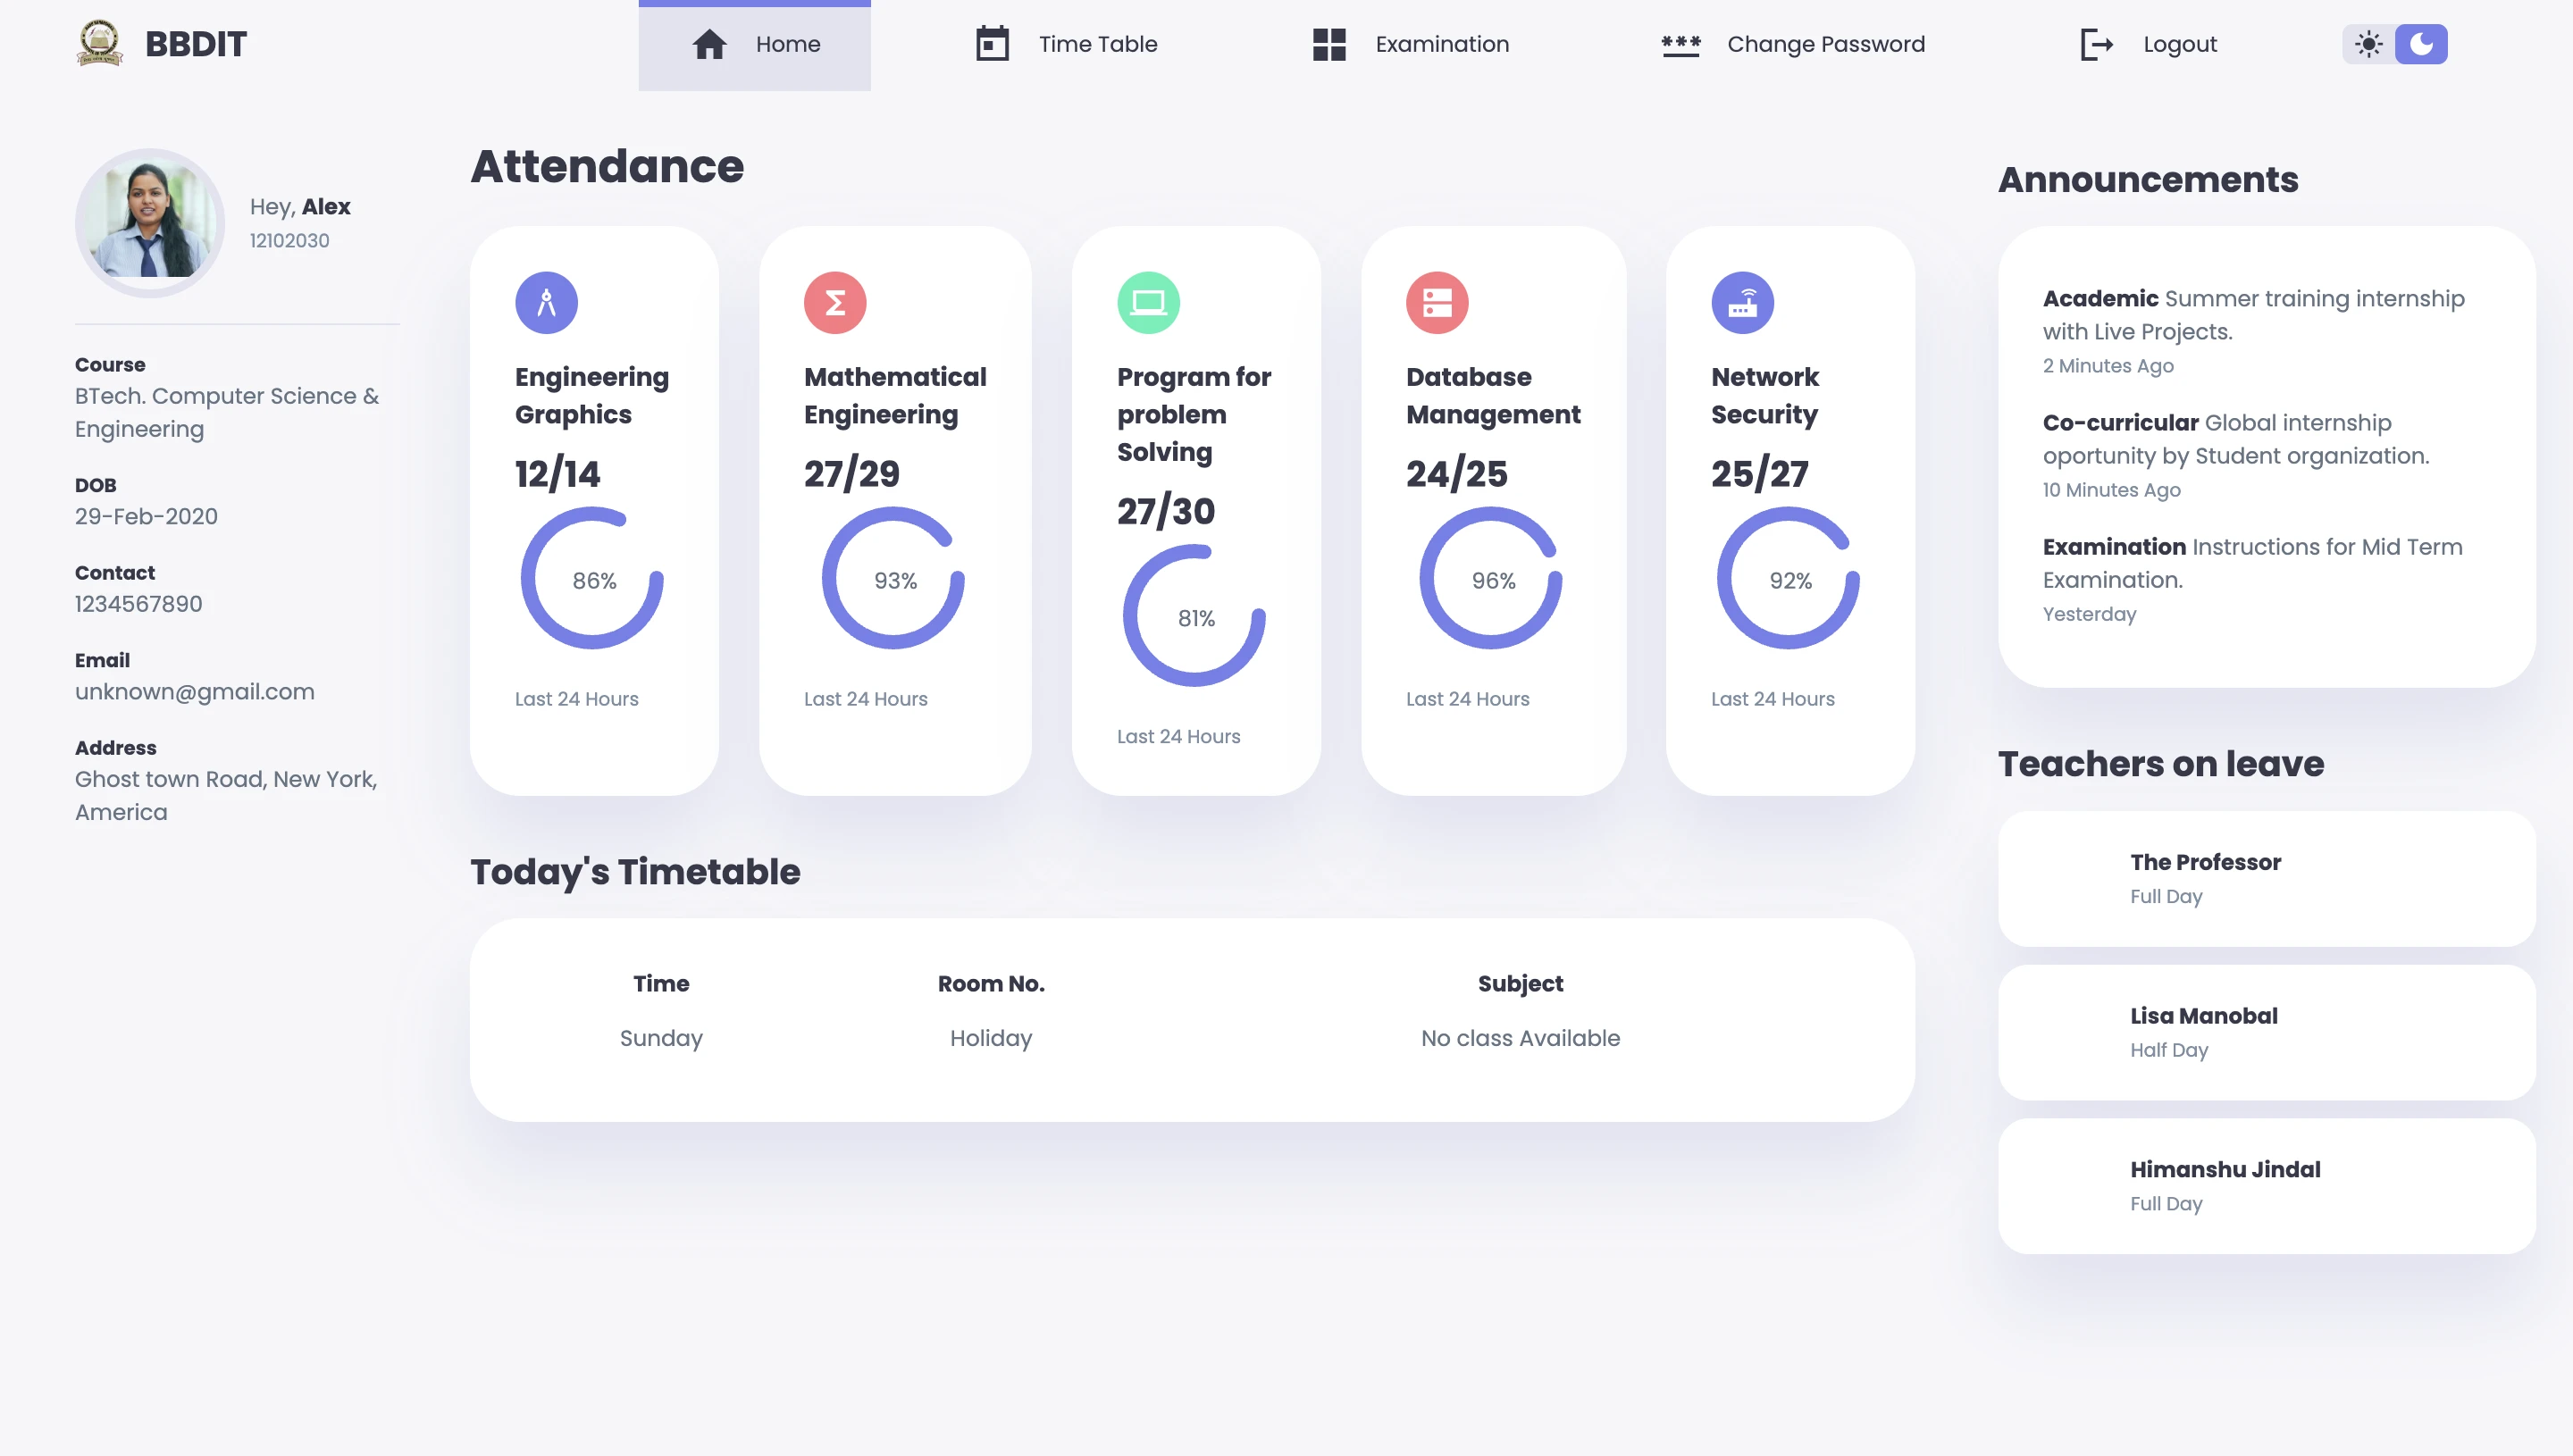 BBDIT
Home
Time Table
Examination
Change Password
Logout
Hey, Alex
12102030
Course
BTech. Computer Science &
Engineering
DOB
29-Feb-2020
Contact
1234567890
Email
unknown@gmail.com
Address
Ghost town Road, New York,
America
Attendance
Engineering
Graphics
12/14
86%
Last 24 Hours
Mathematical
Engineering
27/29
93%
Last 24 Hours
Program for
problem
Solving
27/30
81%
Last 24 Hours
Database
Management
24/25
96%
Last 24 Hours
Network
Security
25/27
92%
Last 24 Hours
Today's Timetable
Time Room No. Subject
Sunday Holiday No class Available
Announcements
Academic Summer training internship
with Live Projects.
2 Minutes Ago
Co-curricular Global internship
oportunity by Student organization.
10 Minutes Ago
Examination Instructions for Mid Term
Examination.
Yesterday
Teachers on leave
The Professor
Full Day
Lisa Manobal
Half Day
Himanshu Jindal
Full Day